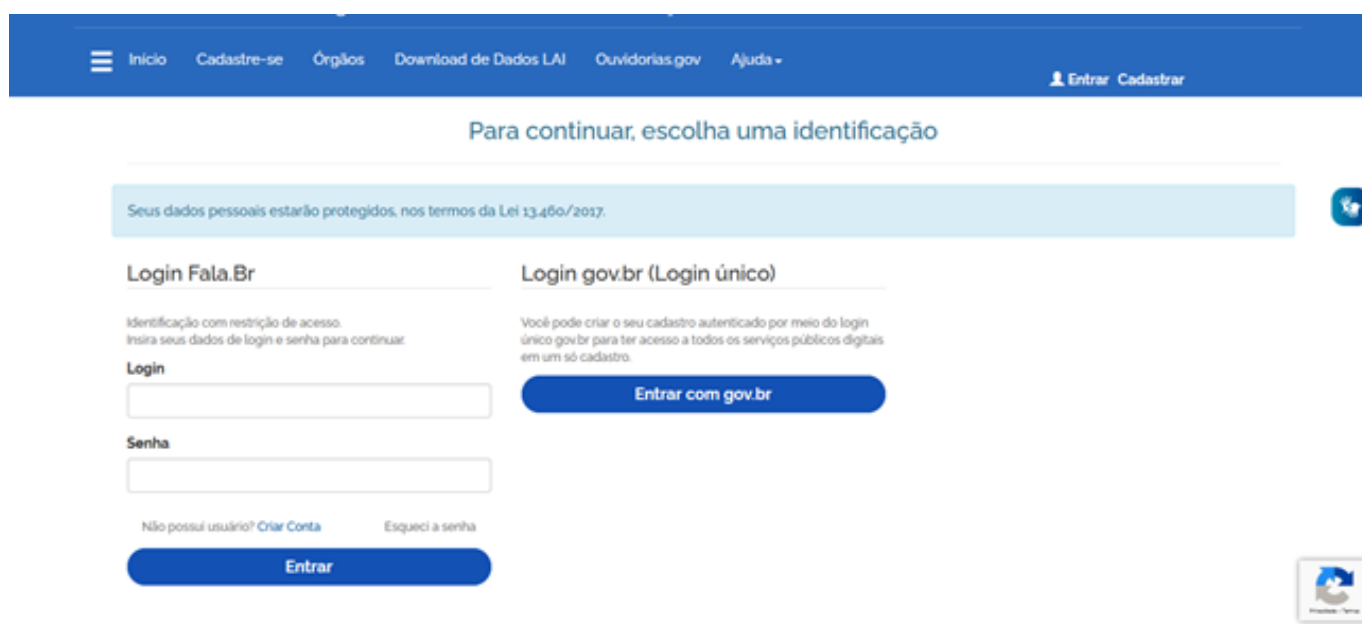 Início Cadastre-se Órgãos Download de Dados LAI Ouvidorias.gov Ajuda
Entrar Cadastrar
Para continuar, escolha uma identificação
Seus dados pessoais estarão protegidos, nos termos da Lei 13.460/2017.
Login Fala.Br
Identificação com restrição de acesso.
Insira seus dados de login e senha para continuar.
Login
Senha
Não possui usuário? Criar Conta Esqueci a senha
Entrar
Login gov.br (Login único)
Você pode criar o seu cadastro autenticado por meio do login
único gov.br para ter acesso a todos os serviços públicos digitais
em um só cadastro.
Entrar com gov.br